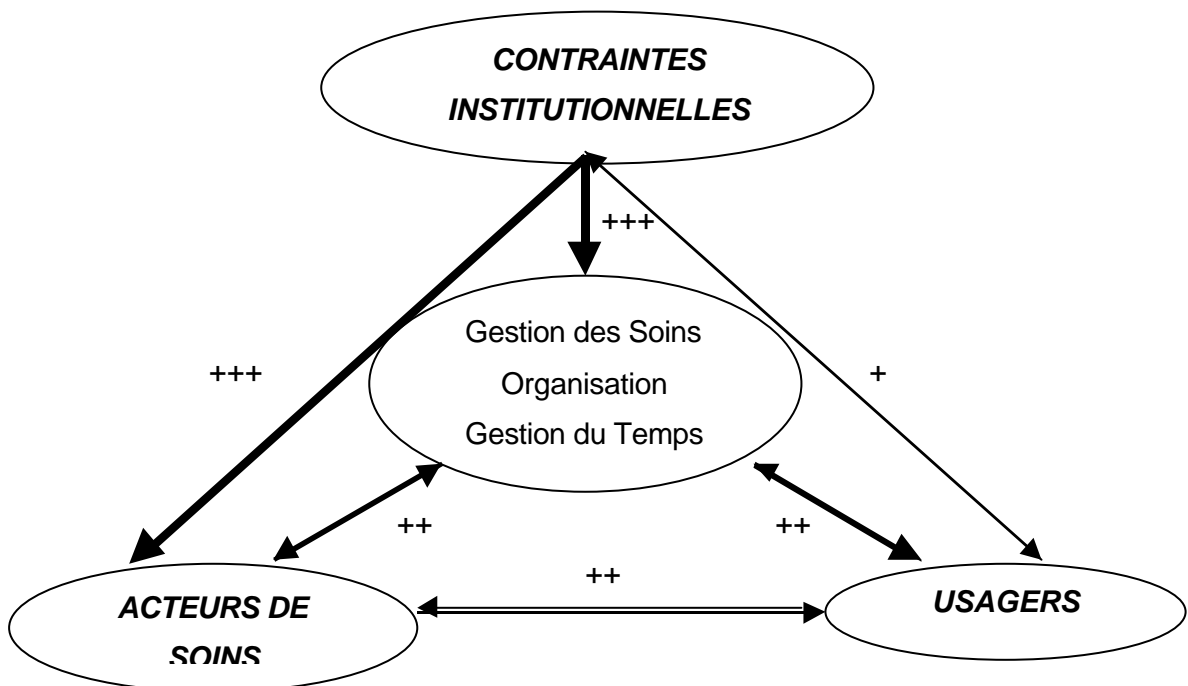 CONTRAINTES
INSTITUTIONNELLES
+++
Gestion des Soins
+++
Organisation
+
Gestion du Temps
++
++
++
ACTEURS DE
USAGERS
SOINS